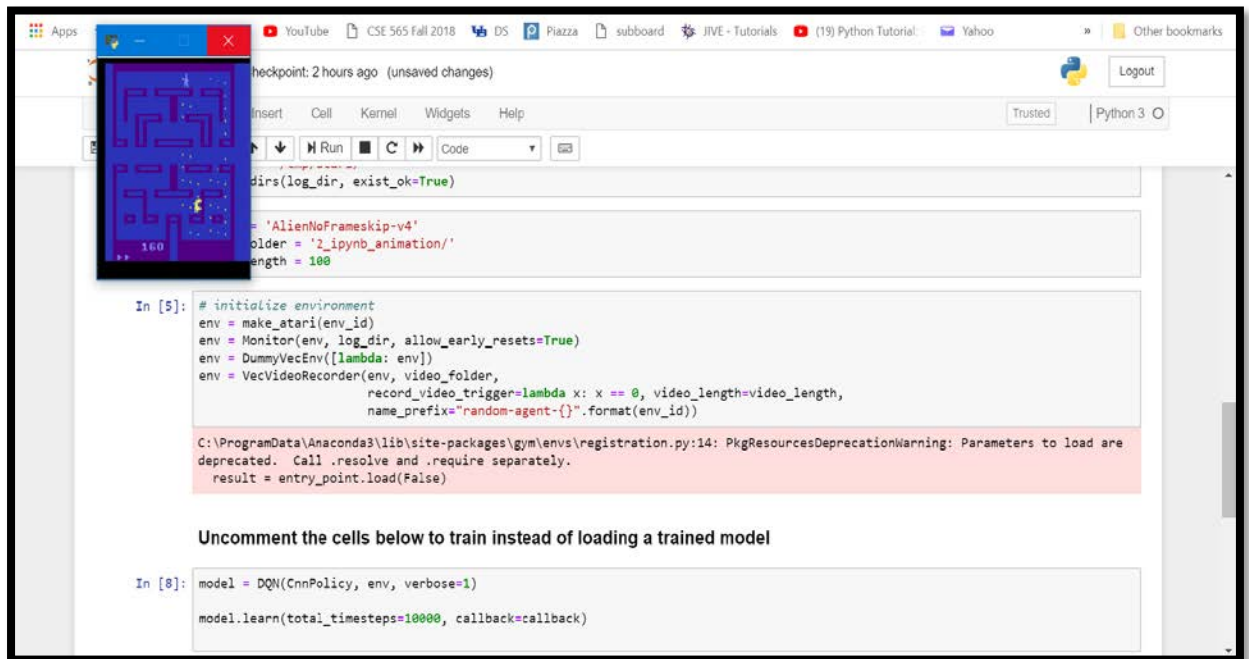 Apps YouTube CSE 565 Fall 2018 DS Piazza subboard JIVE - Tutorials (19) Python Tutorial: Yahoo » Other bookmarks
heckpoint: 2 hours ago (unsaved changes) Logout
nsert Cell Kernel Widgets Help Trusted Python 3
Run Code
dirs(log_dir, exist_ok=True)
= 'AlienNoFrameskip-v4'
older = '2_ipynb_animation/'
ength = 100
160
In [5]: # initialize environment
env = make_atari(env_id)
env = Monitor(env, log_dir, allow_early_resets=True)
env = DummyVecEnv([lambda: env])
env = VecVideoRecorder(env, video_folder,
record_video_trigger=lambda x: x == 0, video_length=video_length,
name_prefix="random-agent-{}".format(env_id))
C:\ProgramData\Anaconda3\lib\site-packages\gym\envs\registration.py:14: PkgResourcesDeprecationWarning: Parameters to load are
deprecated. Call .resolve and .require separately.
result = entry_point.load(False)
Uncomment the cells below to train instead of loading a trained model
In [8]: model = DQN(CnnPolicy, env, verbose=1)
model.learn(total_timesteps=10000, callback=callback)